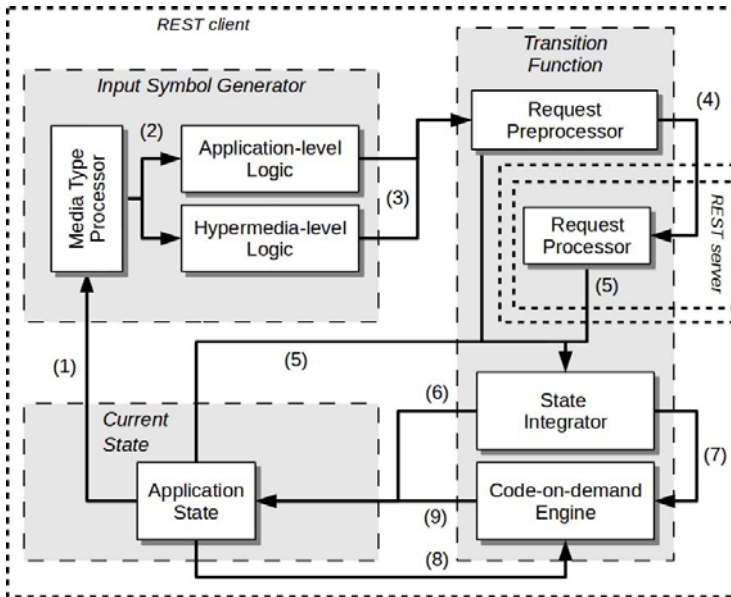 REST client
Transition
Function
Input Symbol Generator
(4)
Request
Preprocessor
(2)
Application-level
Logic
Media Type
Processor
(3)
Hypermedia-level
Logic
Request
Processor
REST server
(5)
(1)
(5)
(6)
State
Integrator
Current
State
(7)
Application
State
Code-on-demand
Engine
(9)
(8)